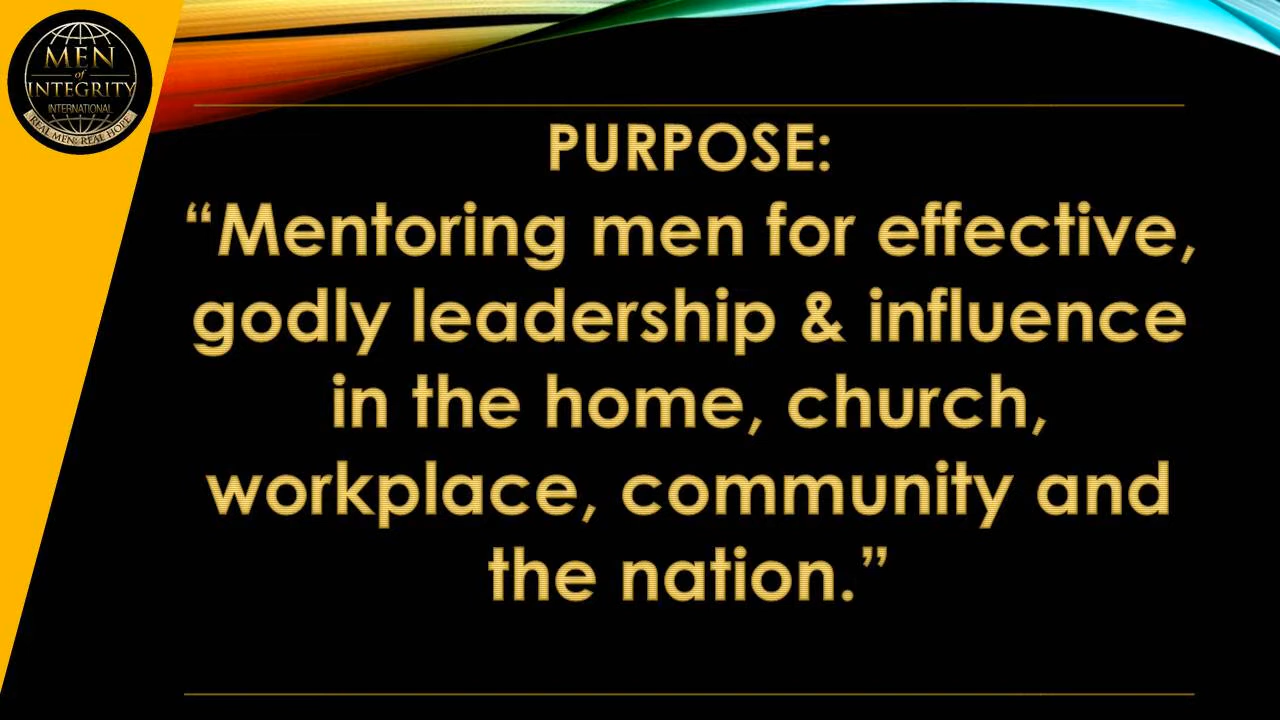 MEN
of
INTEGRITY
INTERNATIONAL
REAL MEN: REAL HOPE
PURPOSE:
“Mentoring men for effective,
godly leadership & influence
in the home, church,
workplace, community and
the nation.”